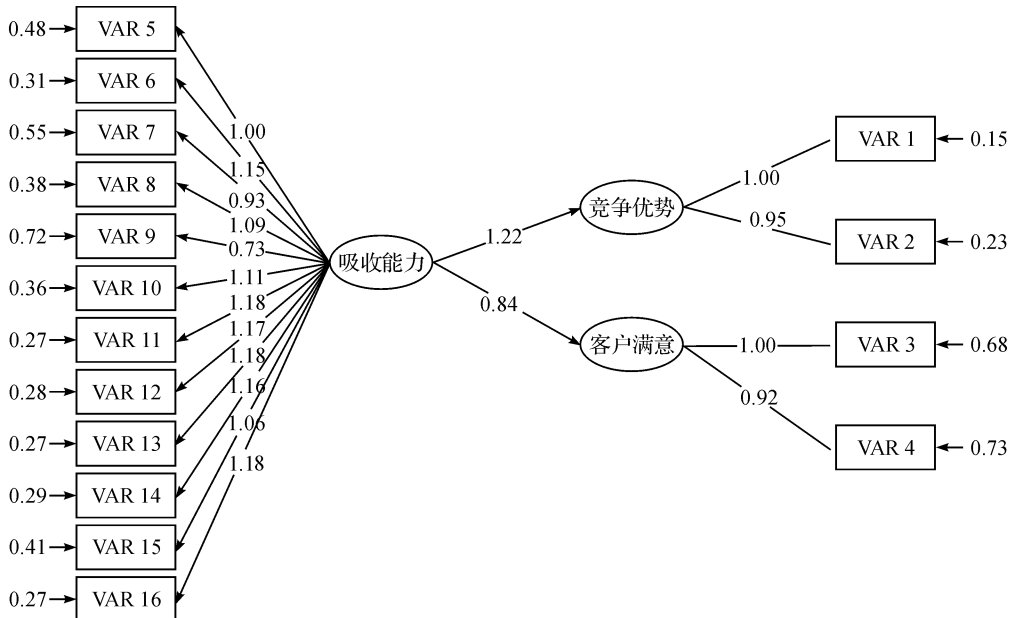 0.48 VAR 5
0.31 VAR 6
0.55 VAR 7
0.38 VAR 8
0.72 VAR 9
0.36 VAR 10
0.27 VAR 11
0.28 VAR 12
0.27 VAR 13
0.29 VAR 14
0.41 VAR 15
0.27 VAR 16
1.00
1.15
0.93
1.09
0.73
1.11
1.18
1.17
1.18
1.16
1.06
1.18
吸收能力
1.22
0.84
竞争优势
客户满意
1.00
0.95
1.00
0.92
VAR 1 0.15
VAR 2 0.23
VAR 3 0.68
VAR 4 0.73